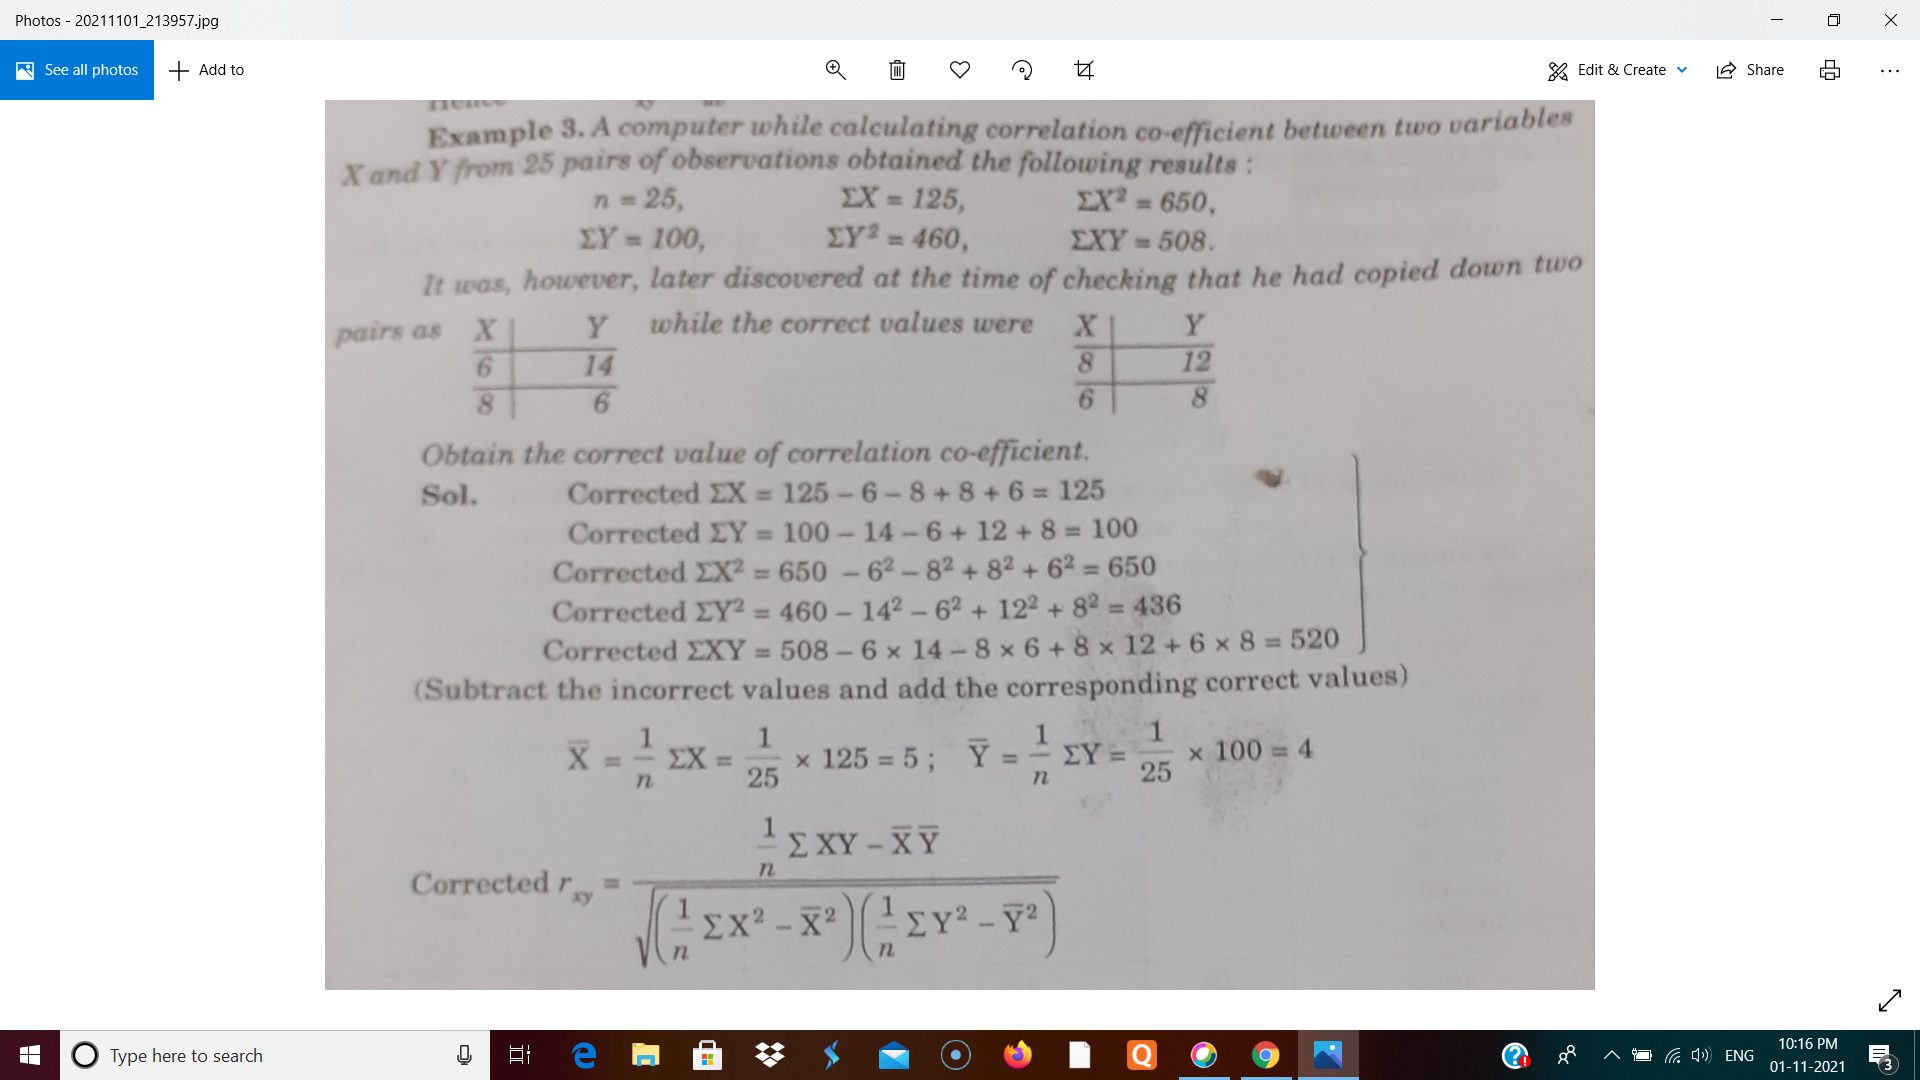 Photos - 20211101_213957.jpg
See all photos
Add to
Edit & Create
Share
Hence
Example 3. A computer while calculating correlation co-efficient between two variables
X and Y from 25 pairs of observations obtained the following results :
n = 25, ΣX = 125, ΣX² = 650,
ΣY = 100, ΣY² = 460, ΣXY = 508.
It was, however, later discovered at the time of checking that he had copied down two
pairs as X | Y while the correct values were X | Y
6 | 14 8 | 12
8 | 6 6 | 8
Obtain the correct value of correlation co-efficient.
Sol. Corrected ΣX = 125 – 6 – 8 + 8 + 6 = 125
Corrected ΣY = 100 – 14 – 6 + 12 + 8 = 100
Corrected ΣX² = 650 – 6² – 8² + 8² + 6² = 650
Corrected ΣY² = 460 – 14² – 6² + 12² + 8² = 436
Corrected ΣXY = 508 – 6 × 14 – 8 × 6 + 8 × 12 + 6 × 8 = 520
(Subtract the incorrect values and add the corresponding correct values)
X̅ = 1/n ΣX = 1/25 × 125 = 5 ; Y̅ = 1/n ΣY = 1/25 × 100 = 4
Corrected r_xy = (1/n Σ XY – X̅ Y̅) / √((1/n Σ X² – X̅²)(1/n Σ Y² – Y̅²))
Type here to search
ENG
10:16 PM
01-11-2021
3